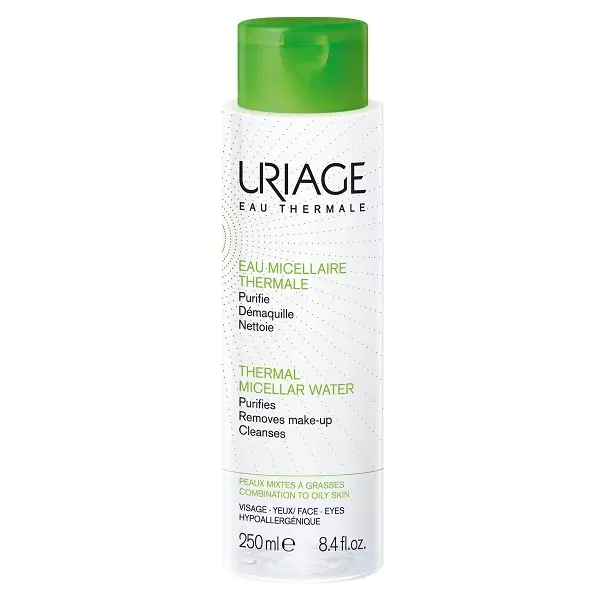 URIAGE
EAU THERMALE
EAU MICELLAIRE
THERMALE
Purifie
Démaquille
Nettoie
THERMAL
MICELLAR WATER
Purifies
Removes make-up
Cleanses
PEAUX MIXTES À GRASSES
COMBINATION TO OILY SKIN
VISAGE - YEUX/ FACE - EYES
HYPOALLERGÉNIQUE
250 ml e 8.4 fl.oz.